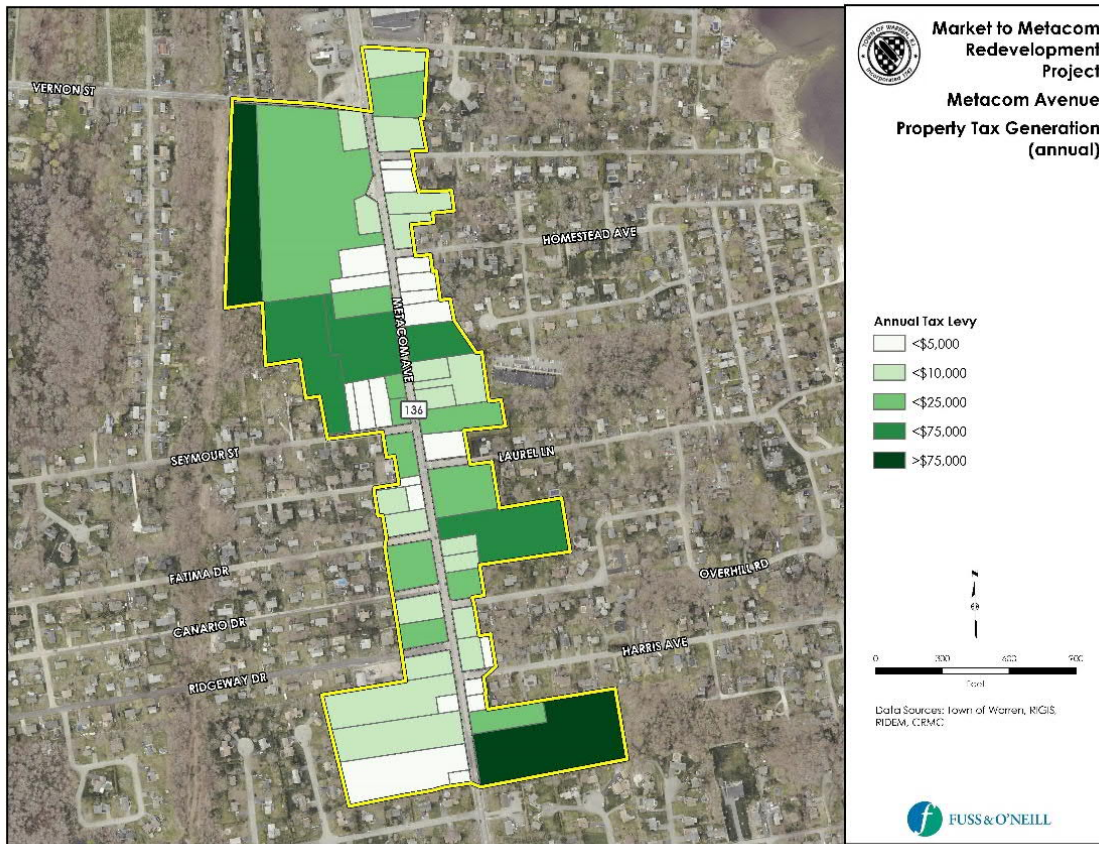 TOWN OF WARREN, R.I.
Market to Metacom
Redevelopment
Project
Metacom Avenue
Property Tax Generation
(annual)
VERNON ST
HOMESTEAD AVE
METACOM AVE
136
SEYMOUR ST
LAUREL LN
FATIMA DR
OVERHILL RD
CANARIO DR
HARRIS AVE
RIDGEWAY DR
Annual Tax Levy
<$5,000
<$10,000
<$25,000
<$75,000
>$75,000
0 300 600 900
Feet
Data Sources: Town of Warren, RIGIS,
RIDEM, CRMC
FUSS & O'NEILL